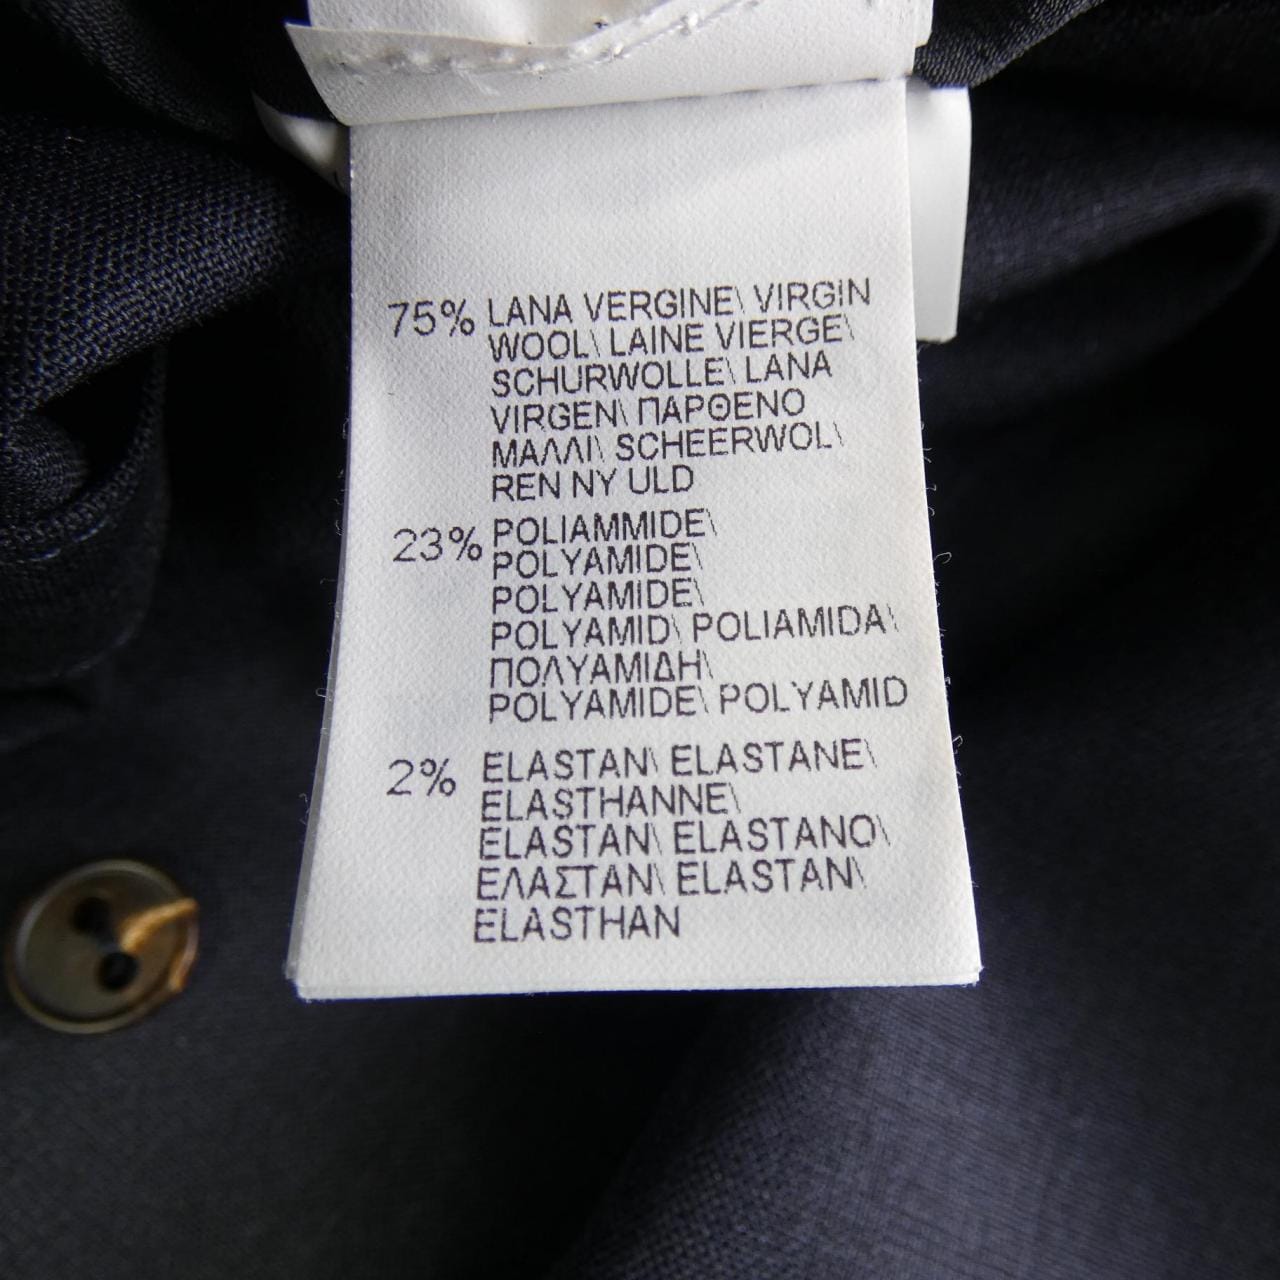 75% LANA VERGINE\ VIRGIN
WOOL\ LAINE VIERGE\
SCHURWOLLE\ LANA
VIRGEN\ ΠΑΡΘΕΝΟ
ΜΑΛΛΙ\ SCHEERWOL\
REN NY ULD
23% POLIAMMIDE\
POLYAMIDE\
POLYAMIDE\
POLYAMID\ POLIAMIDA\
ΠΟΛΥΑΜΙΔΗ\
POLYAMIDE\ POLYAMID
2% ELASTAN\ ELASTANE\
ELASTHANNE\
ELASTAN\ ELASTANO\
ΕΛΑΣΤΑΝ\ ELASTAN\
ELASTHAN